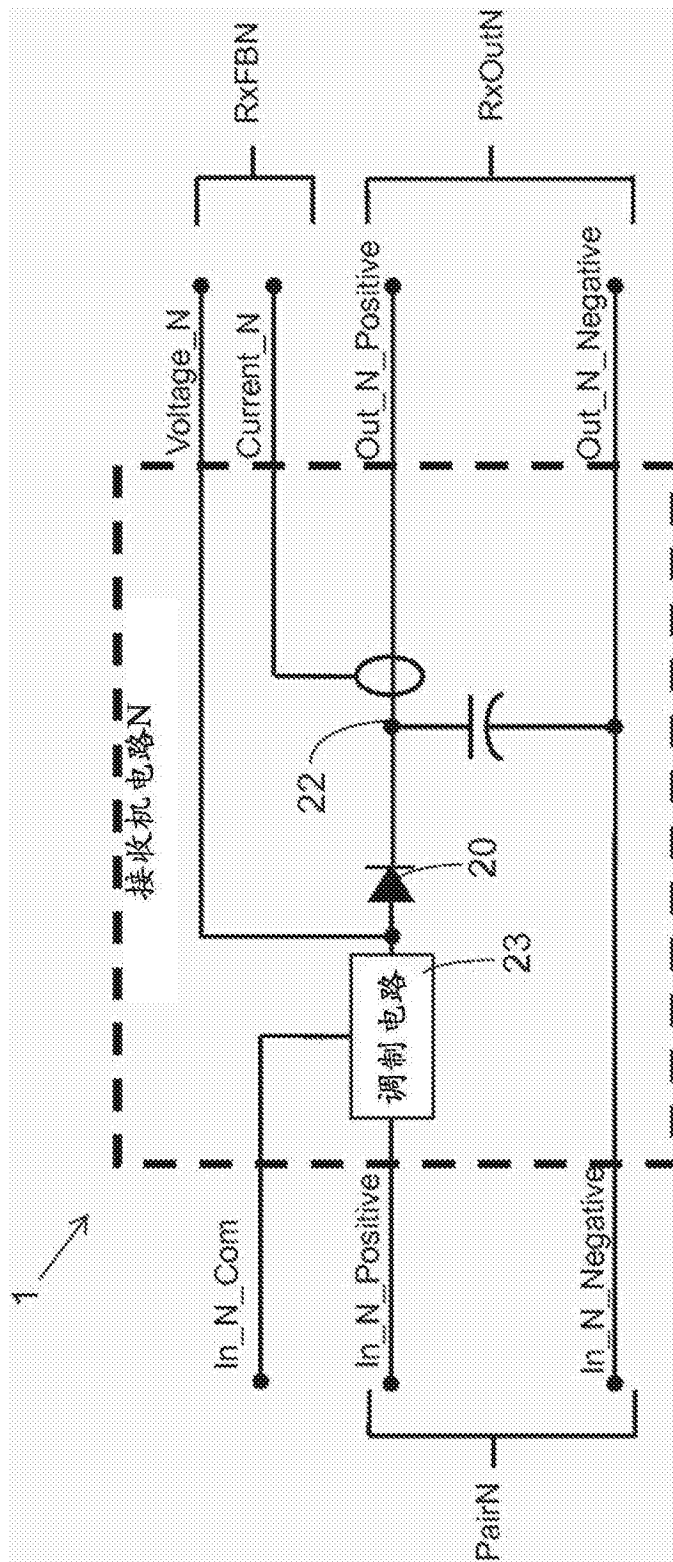 1
接收机电路N
In_N_Com
In_N_Positive
In_N_Negative
PairN
调制电路
23
20
22
Voltage_N
Current_N
Out_N_Positive
Out_N_Negative
RxFBN
RxOutN